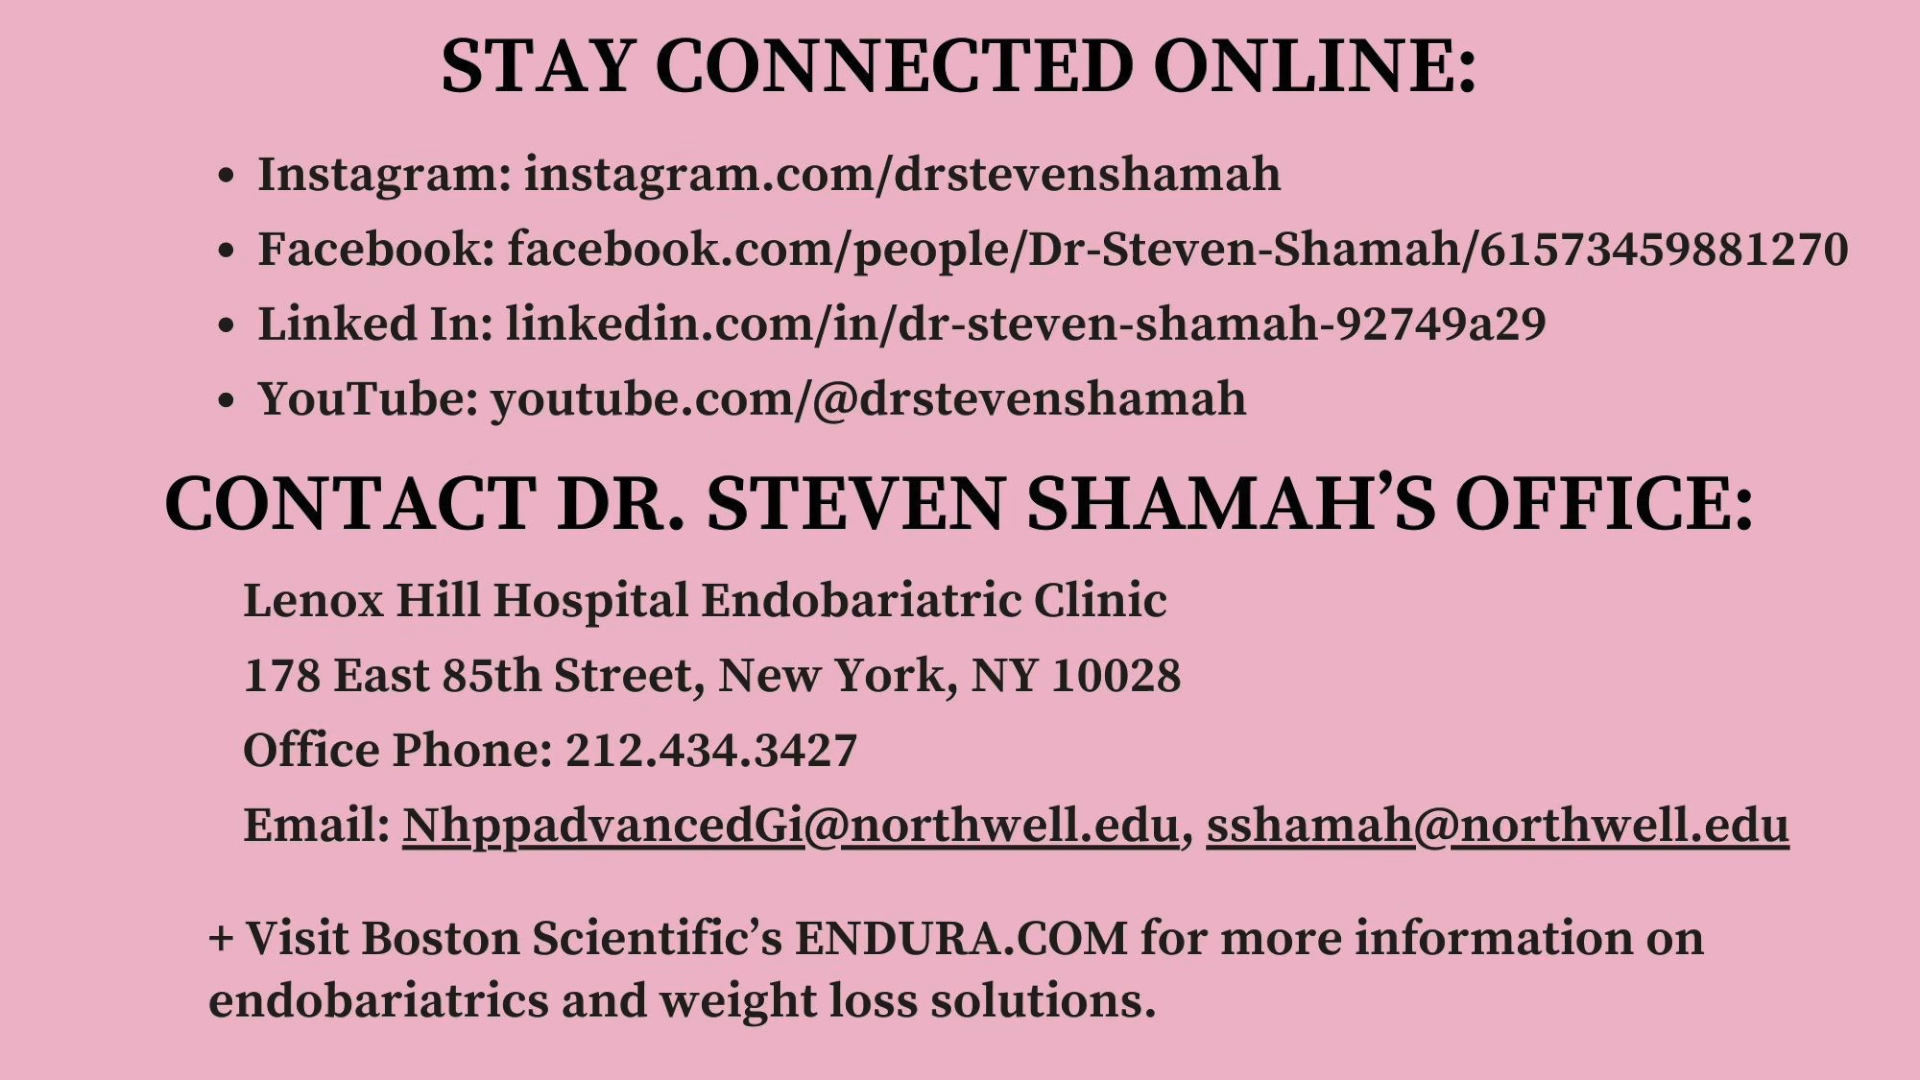 STAY CONNECTED ONLINE:
• Instagram: instagram.com/drstevenshamah
• Facebook: facebook.com/people/Dr-Steven-Shamah/61573459881270
• Linked In: linkedin.com/in/dr-steven-shamah-92749a29
• YouTube: youtube.com/@drstevenshamah
CONTACT DR. STEVEN SHAMAH’S OFFICE:
Lenox Hill Hospital Endobariatric Clinic
178 East 85th Street, New York, NY 10028
Office Phone: 212.434.3427
Email: NhppadvancedGi@northwell.edu, sshamah@northwell.edu
+ Visit Boston Scientific’s ENDURA.COM for more information on
endobariatrics and weight loss solutions.